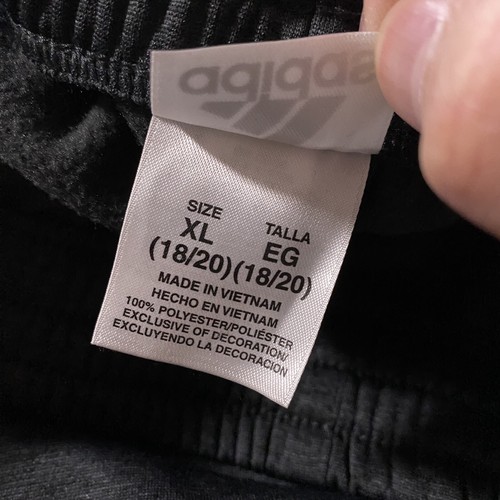 adidas
SIZE TALLA
XL EG
(18/20) (18/20)
MADE IN VIETNAM
HECHO EN VIETNAM
100% POLYESTER/POLIÉSTER
EXCLUSIVE OF DECORATION/
EXCLUYENDO LA DECORACIÓN